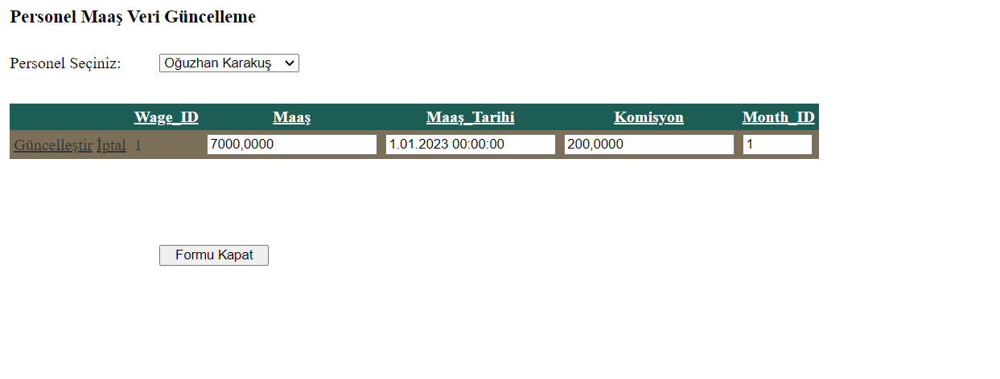 Personel Maaş Veri Güncelleme
Personel Seçiniz: Oğuzhan Karakuş
Wage_ID Maaş Maaş_Tarihi Komisyon Month_ID
Güncelleştir İptal 1 7000,0000 1.01.2023 00:00:00 200,0000 1
Formu Kapat